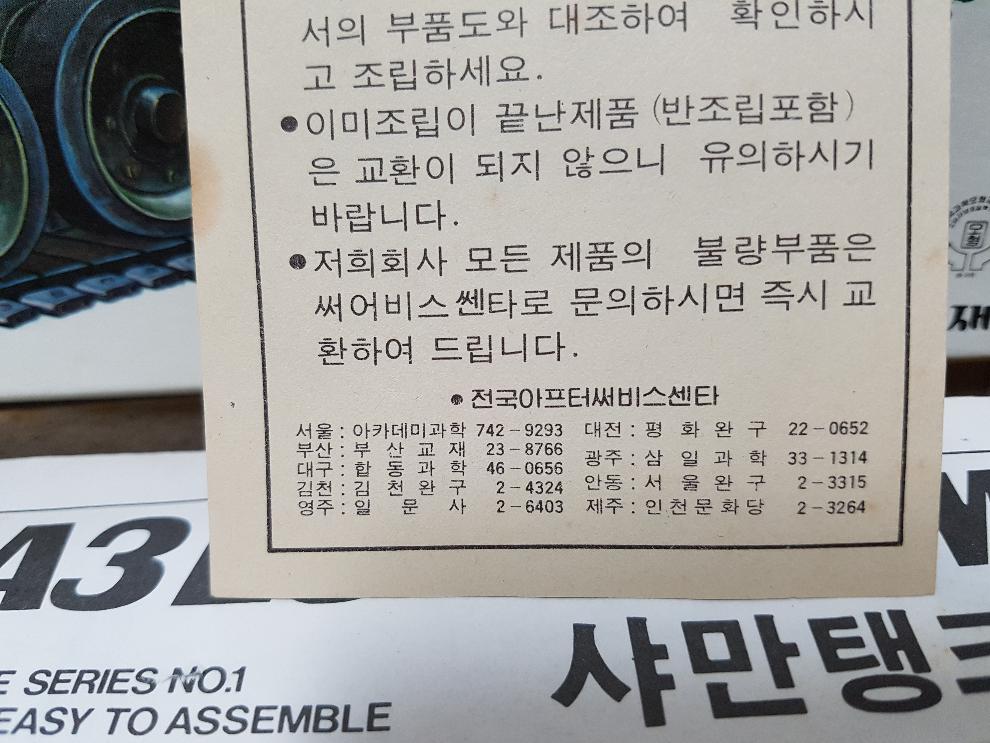 서의 부품도와 대조하여 확인하시
고 조립하세요.
●이미조립이 끝난제품 (반조립포함)
은 교환이 되지 않으니 유의하시기
바랍니다.
●저희회사 모든 제품의 불량부품은
써어비스쎈타로 문의하시면 즉시 교
환하여 드립니다.
●전국아프터써비스센타
서울 : 아카데미과학 742-9293
부산 : 부산교재 23-8766
대구 : 합동과학 46-0656
김천 : 김천완구 2-4324
영주 : 일문사 2-6403
대전 : 평화완구 22-0652
광주 : 삼일과학 33-1314
안동 : 서울완구 2-3315
제주 : 인천문화당 2-3264
A3
샤만탱크
E SERIES NO.1
EASY TO ASSEMBLE